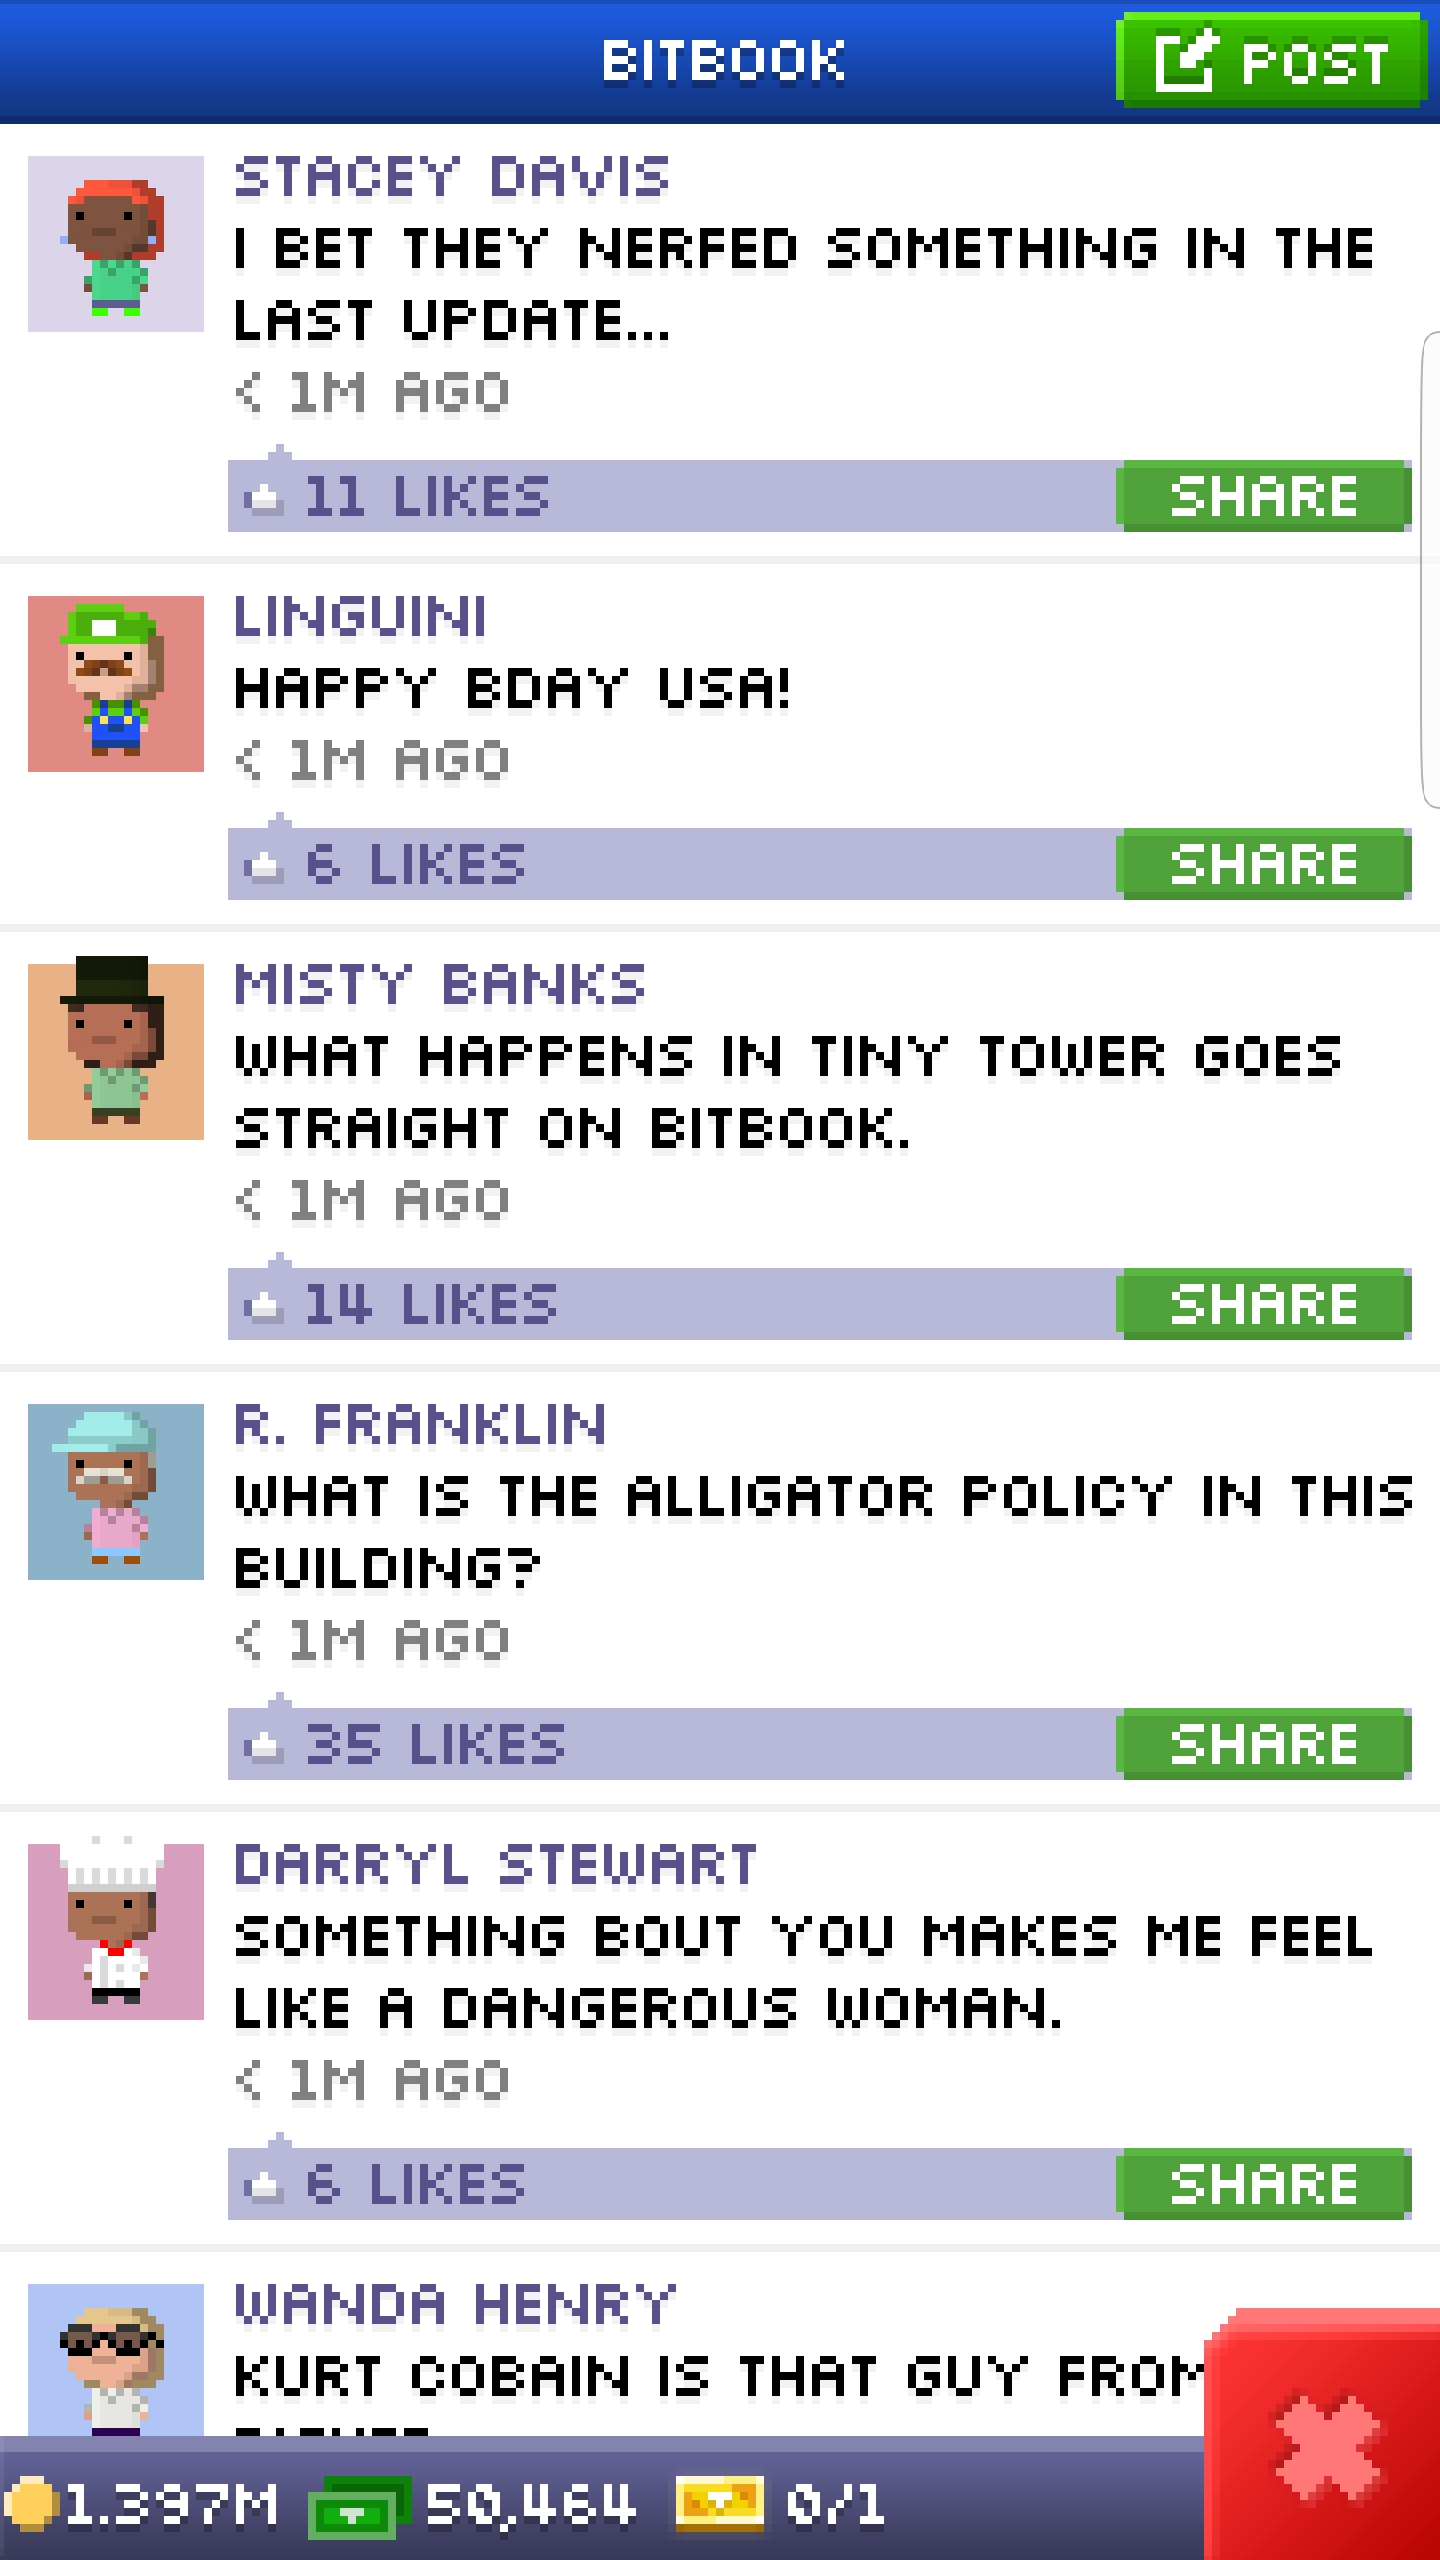 BITBOOK
POST
STACEY DAVIS
I BET THEY NERFED SOMETHING IN THE
LAST UPDATE...
< 1M AGO
11 LIKES
SHARE
LINGUINI
HAPPY BDAY USA!
< 1M AGO
6 LIKES
SHARE
MISTY BANKS
WHAT HAPPENS IN TINY TOWER GOES
STRAIGHT ON BITBOOK.
< 1M AGO
14 LIKES
SHARE
R. FRANKLIN
WHAT IS THE ALLIGATOR POLICY IN THIS
BUILDING?
< 1M AGO
35 LIKES
SHARE
DARRYL STEWART
SOMETHING BOUT YOU MAKES ME FEEL
LIKE A DANGEROUS WOMAN.
< 1M AGO
6 LIKES
SHARE
WANDA HENRY
KURT COBAIN IS THAT GUY FROM
1.397M 50,464 0/1